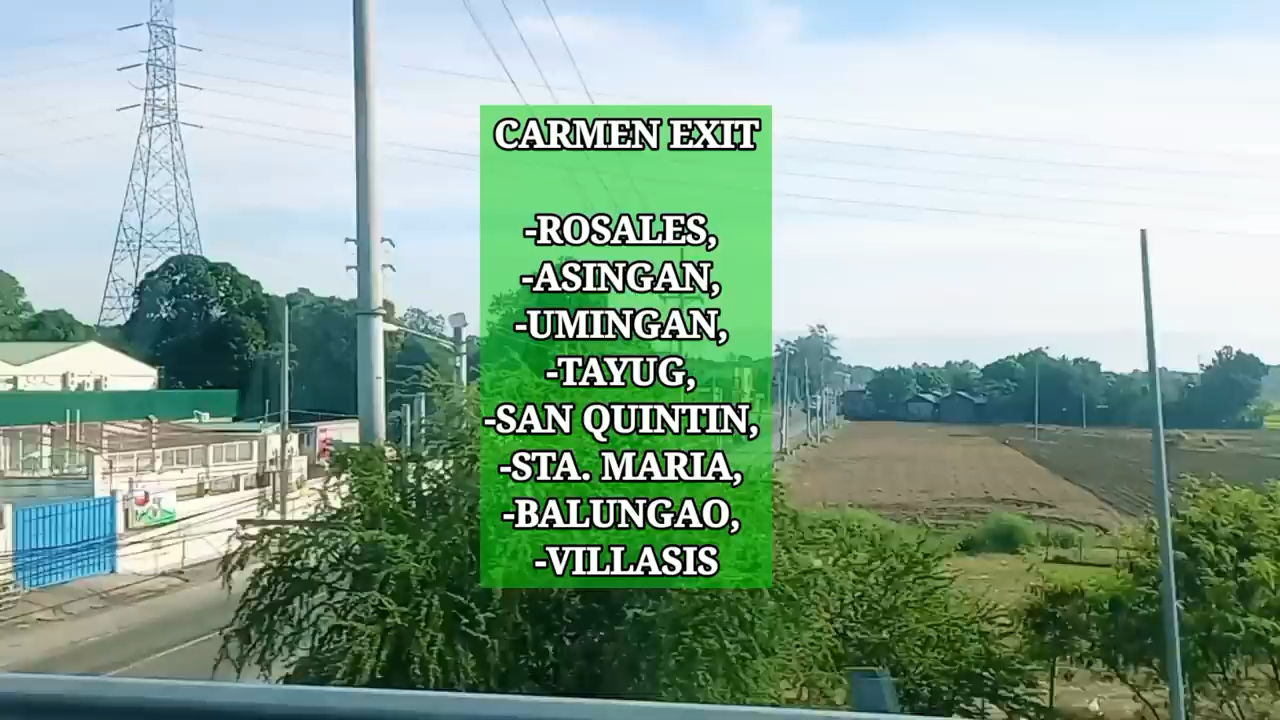 CARMEN EXIT
-ROSALES,
-ASINGAN,
-UMINGAN,
-TAYUG,
-SAN QUINTIN,
-STA. MARIA,
-BALUNGAO,
-VILLASIS